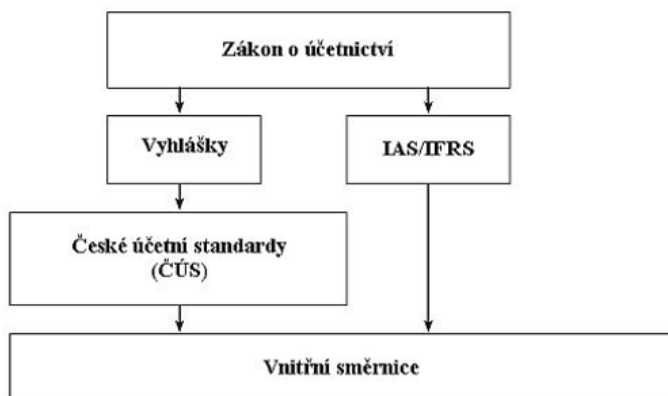 Zákon o účetnictví
Vyhlášky
IAS/IFRS
České účetní standardy
(ČÚS)
Vnitřní směrnice